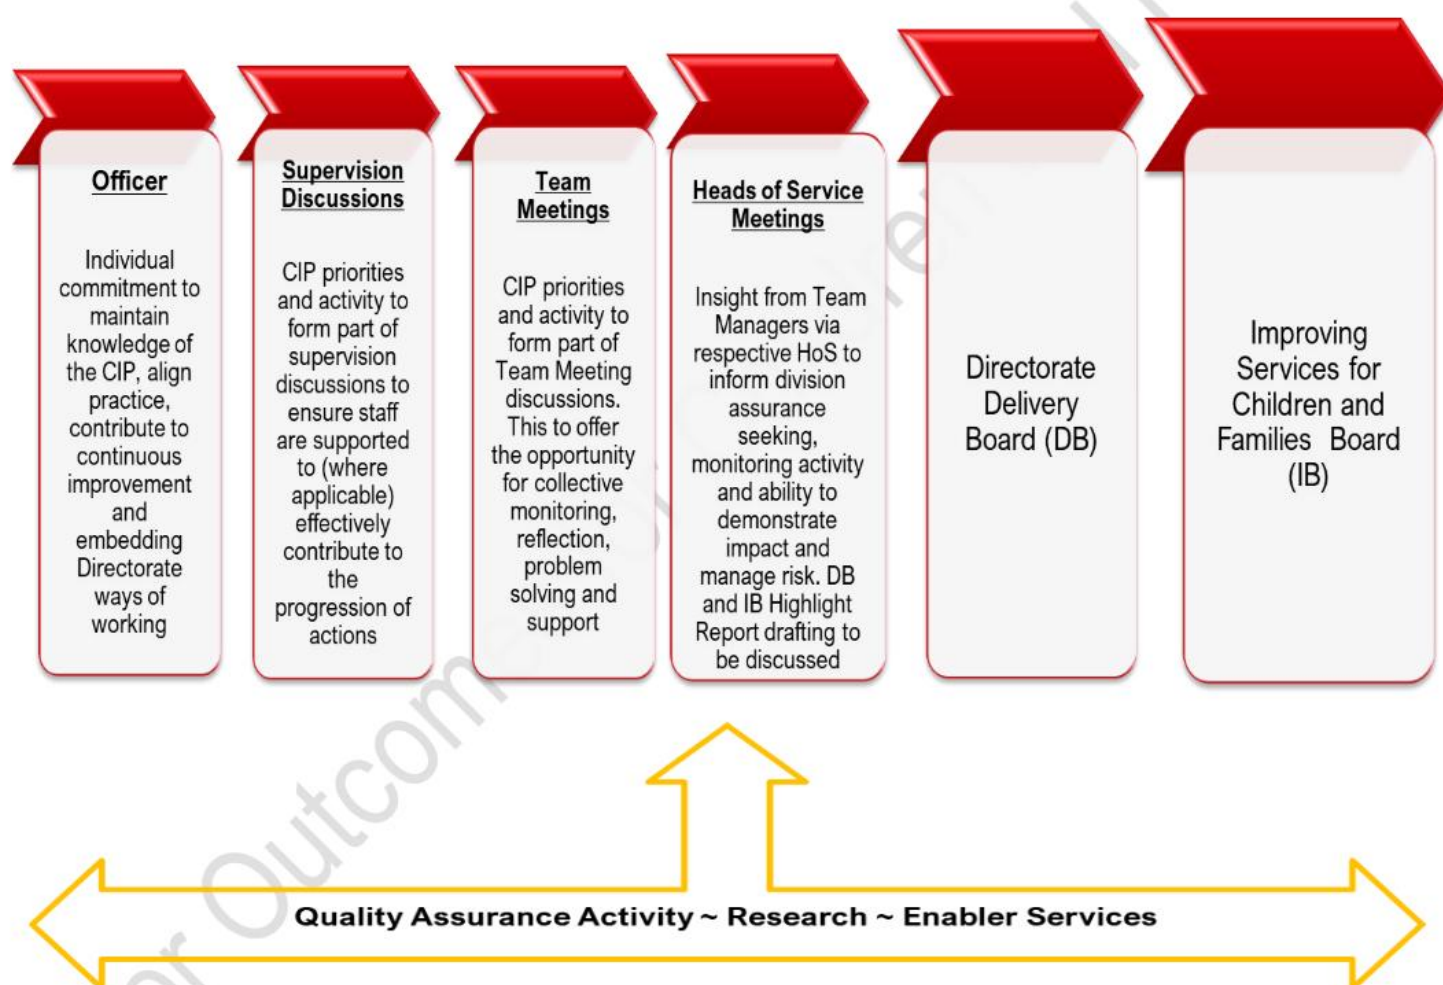 Officer
Individual
commitment to
maintain
knowledge of
the CIP, align
practice,
contribute to
continuous
improvement
and
embedding
Directorate
ways of
working
Supervision
Discussions
CIP priorities
and activity to
form part of
supervision
discussions to
ensure staff
are supported
to (where
applicable)
effectively
contribute to
the
progression of
actions
Team
Meetings
CIP priorities
and activity to
form part of
Team Meeting
discussions.
This to offer
the opportunity
for collective
monitoring,
reflection,
problem
solving and
support
Heads of Service
Meetings
Insight from Team
Managers via
respective HoS to
inform division
assurance
seeking,
monitoring activity
and ability to
demonstrate
impact and
manage risk. DB
and IB Highlight
Report drafting to
be discussed
Directorate
Delivery
Board (DB)
Improving
Services for
Children and
Families Board
(IB)
Quality Assurance Activity ~ Research ~ Enabler Services